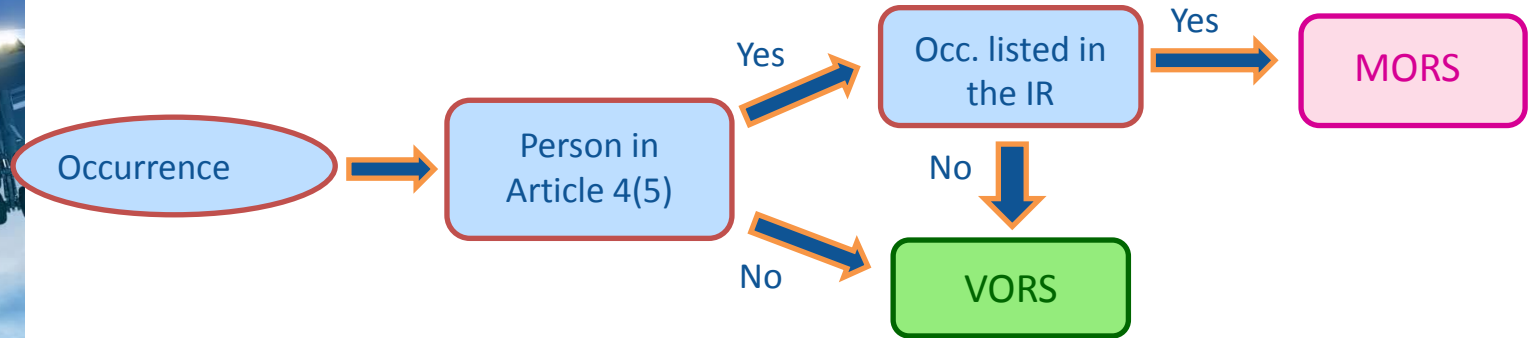 Occurrence
Person in
Article 4(5)
Yes
No
Occ. listed in
the IR
Yes
No
MORS
VORS